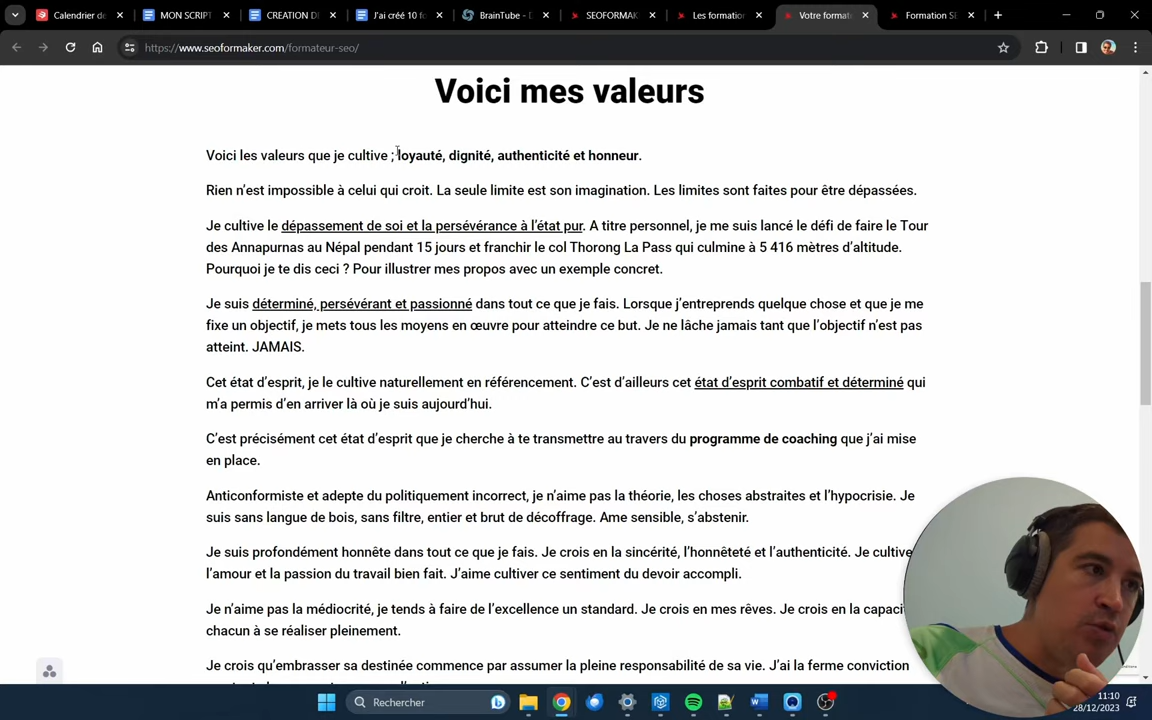 Calendrier de
MON SCRIPT
CREATION D
J'ai créé 10 fo
BrainTube - D
SEOFORMAK
Les formation
Votre format
Formation SE
https://www.seoformaker.com/formateur-seo/
Voici mes valeurs
Voici les valeurs que je cultive ; loyauté, dignité, authenticité et honneur.
Rien n’est impossible à celui qui croit. La seule limite est son imagination. Les limites sont faites pour être dépassées.
Je cultive le dépassement de soi et la persévérance à l’état pur. A titre personnel, je me suis lancé le défi de faire le Tour
des Annapurnas au Népal pendant 15 jours et franchir le col Thorong La Pass qui culmine à 5 416 mètres d’altitude.
Pourquoi je te dis ceci ? Pour illustrer mes propos avec un exemple concret.
Je suis déterminé, persévérant et passionné dans tout ce que je fais. Lorsque j’entreprends quelque chose et que je me
fixe un objectif, je mets tous les moyens en œuvre pour atteindre ce but. Je ne lâche jamais tant que l’objectif n’est pas
atteint. JAMAIS.
Cet état d’esprit, je le cultive naturellement en référencement. C’est d’ailleurs cet état d’esprit combatif et déterminé qui
m’a permis d’en arriver là où je suis aujourd’hui.
C’est précisément cet état d’esprit que je cherche à te transmettre au travers du programme de coaching que j’ai mise
en place.
Anticonformiste et adepte du politiquement incorrect, je n’aime pas la théorie, les choses abstraites et l’hypocrisie. Je
suis sans langue de bois, sans filtre, entier et brut de décoffrage. Ame sensible, s’abstenir.
Je suis profondément honnête dans tout ce que je fais. Je crois en la sincérité, l’honnêteté et l’authenticité. Je cultive
l’amour et la passion du travail bien fait. J’aime cultiver ce sentiment du devoir accompli.
Je n’aime pas la médiocrité, je tends à faire de l’excellence un standard. Je crois en mes rêves. Je crois en la capaci
chacun à se réaliser pleinement.
Je crois qu’embrasser sa destinée commence par assumer la pleine responsabilité de sa vie. J’ai la ferme conviction
Rechercher
11:10
28/12/2023